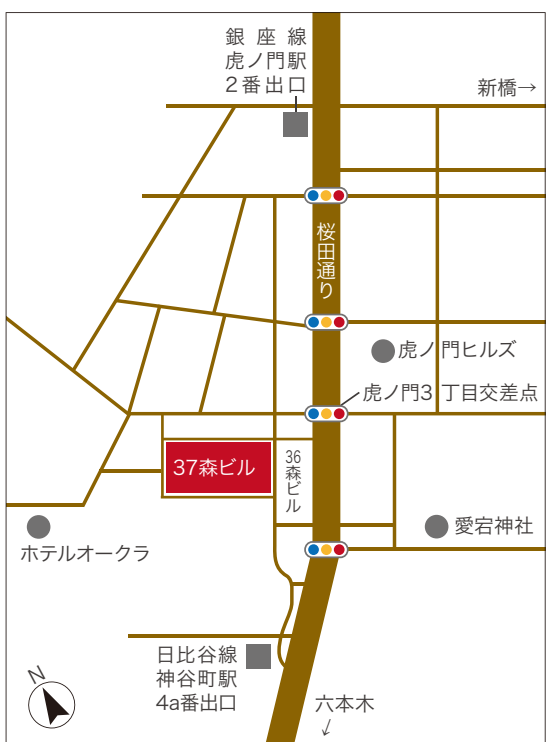 銀座線
虎ノ門駅
2番出口
新橋→
桜田通り
虎ノ門ヒルズ
虎ノ門3丁目交差点
37森ビル
36森ビル
愛宕神社
ホテルオークラ
日比谷線
神谷町駅
4a番出口
六本木
↓
N